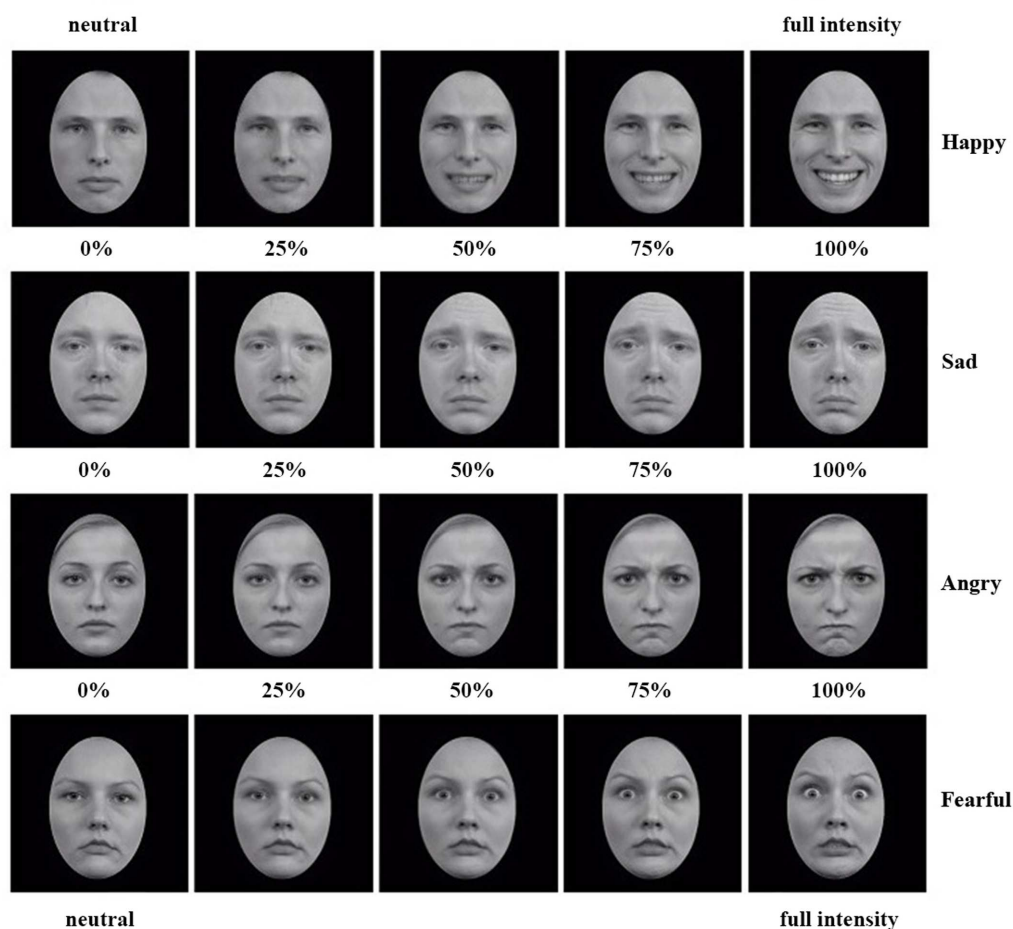 neutral full intensity
Happy
0% 25% 50% 75% 100%
Sad
0% 25% 50% 75% 100%
Angry
0% 25% 50% 75% 100%
Fearful
neutral full intensity